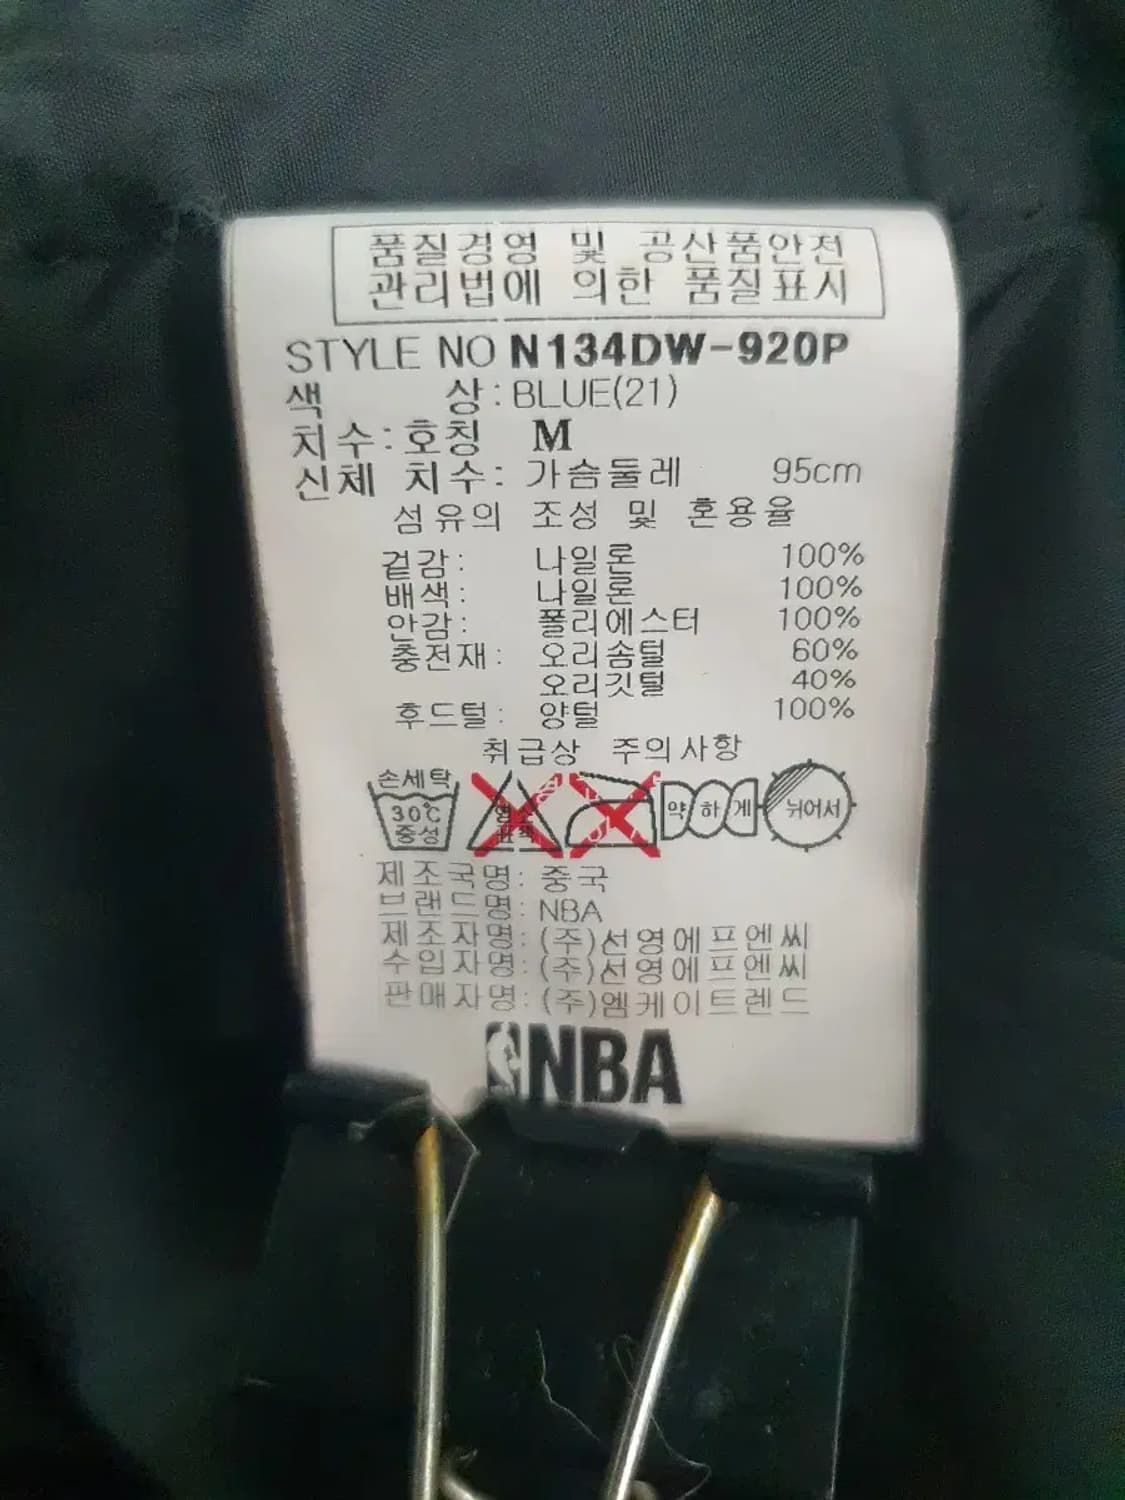 품질경영 및 공산품안전
관리법에 의한 품질표시
STYLE NO N134DW-920P
색 상: BLUE(21)
치수: 호칭 M
신체 치수: 가슴둘레 95cm
섬유의 조성 및 혼용율
겉감: 나일론 100%
배색: 나일론 100%
안감: 폴리에스터 100%
충전재: 오리솜털 60%
오리깃털 40%
후드털: 양털 100%
취급상 주의사항
손세탁
30℃
중성
염소
표백
약하게
뉘어서
제조국명: 중국
브랜드명: NBA
제조자명: (주)선영에프엔씨
수입자명: (주)선영에프엔씨
판매자명: (주)엠케이트렌드
NBA